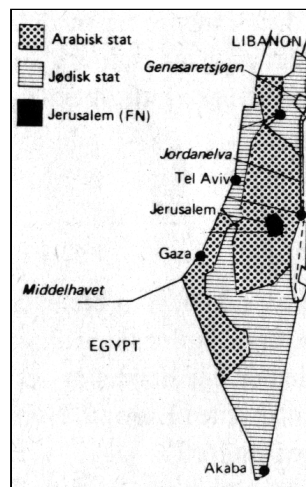 Arabisk stat
Jødisk stat
Jerusalem (FN)
LIBANON
Genesaretsjøen
Jordanelva
Tel Aviv
Jerusalem
Gaza
Middelhavet
EGYPT
Akaba